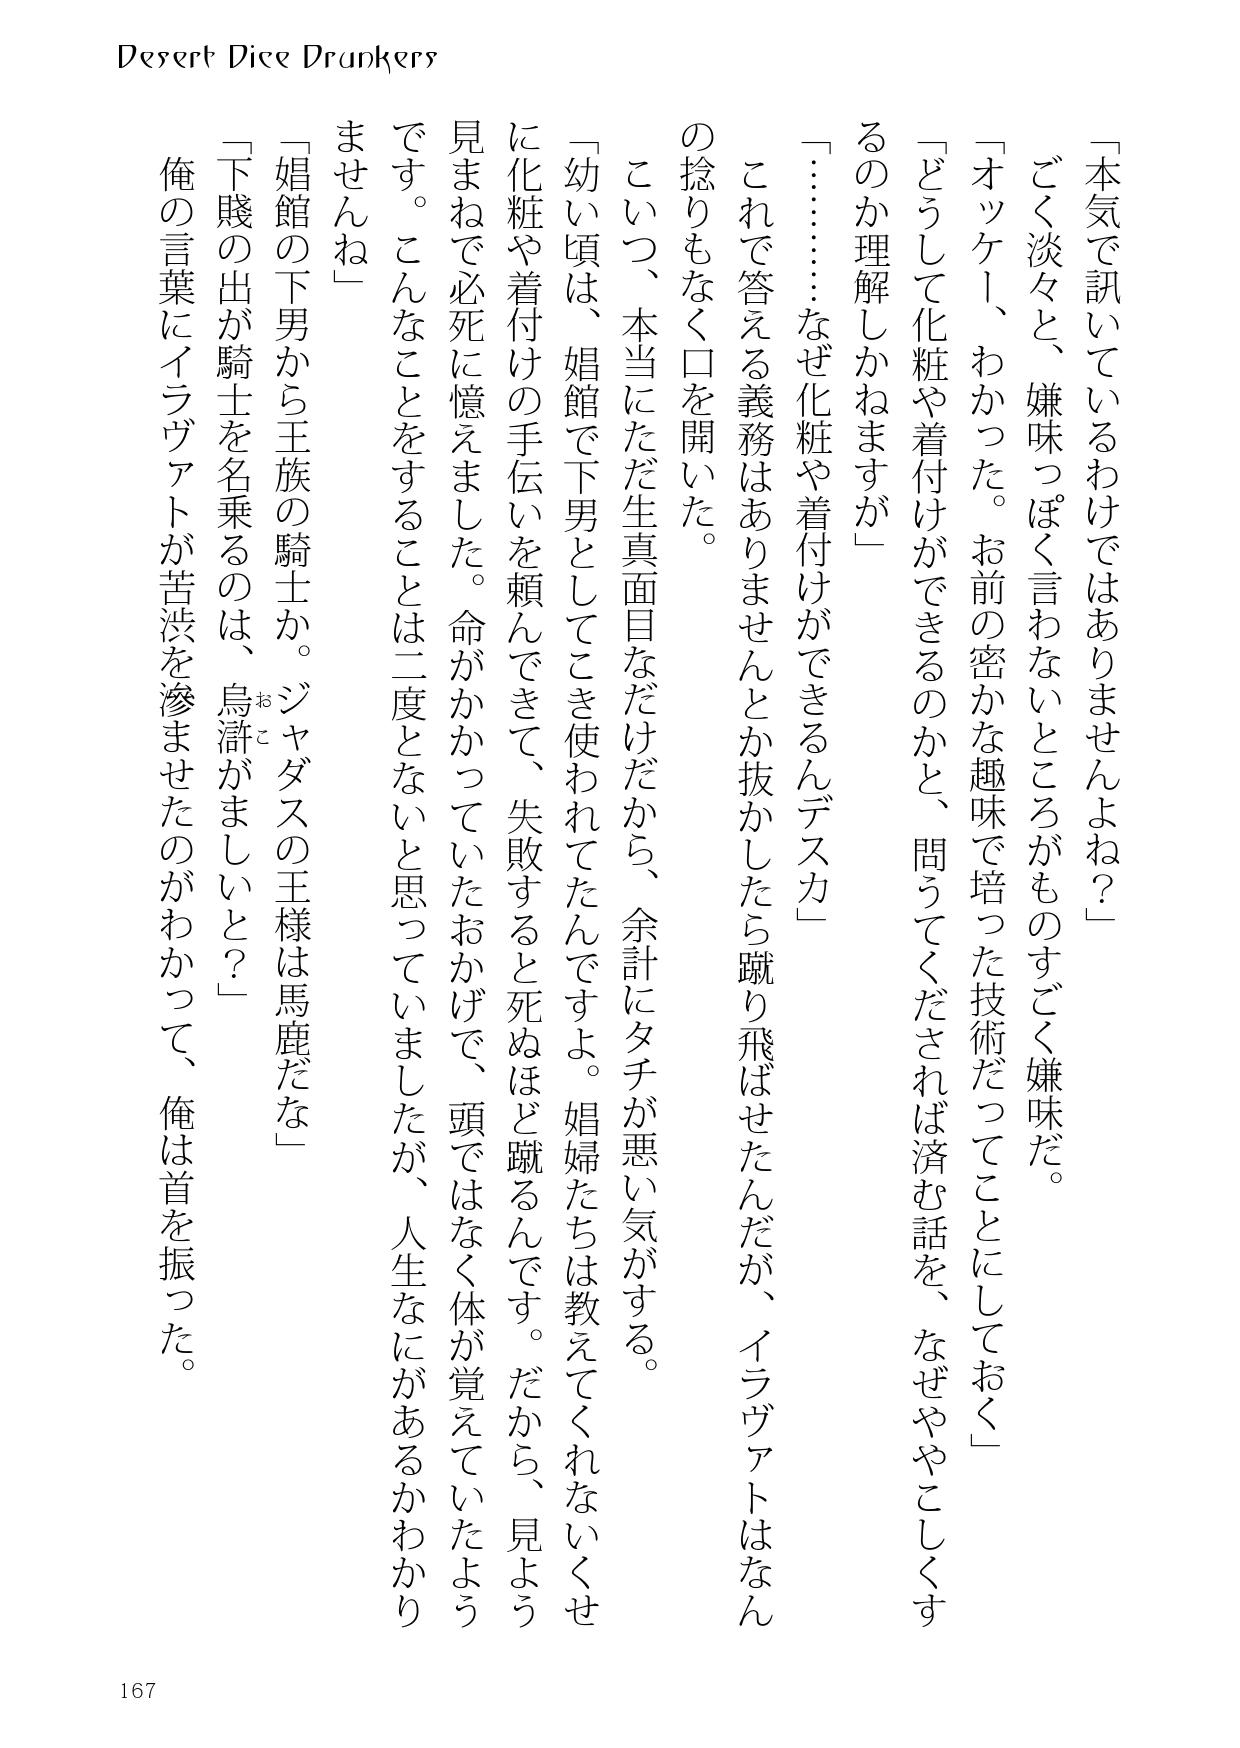 Desert Dice Drunkers
「本気で訊いているわけではありませんよね？」
ごく淡々と、嫌味っぽく言わないところがものすごく嫌味だ。
「オッケー、わかった。お前の密かな趣味で培った技術だってことにしておく」
「どうして化粧や着付けができるのかと、問うてくだされば済む話を、なぜややこしくす
るのか理解しかねますが」
「…………なぜ化粧や着付けができるんデスカ」
これで答える義務はありませんとか抜かしたら蹴り飛ばせたんだが、イラヴァトはなん
の捻りもなく口を開いた。
こいつ、本当にただ生真面目なだけだから、余計にタチが悪い気がする。
「幼い頃は、娼館で下男としてこき使われてたんですよ。娼婦たちは教えてくれないくせ
に化粧や着付けの手伝いを頼んできて、失敗すると死ぬほど蹴るんです。だから、見よう
見まねで必死に憶えました。命がかかっていたおかげで、頭ではなく体が覚えていたよう
です。こんなことをすることは二度とないと思っていましたが、人生なにがあるかわかり
ませんね」
「娼館の下男から王族の騎士か。ジャダスの王様は馬鹿だな」
「下賤の出が騎士を名乗るのは、烏滸がましいと？」
俺の言葉にイラヴァトが苦渋を滲ませたのがわかって、俺は首を振った。
おこ
167